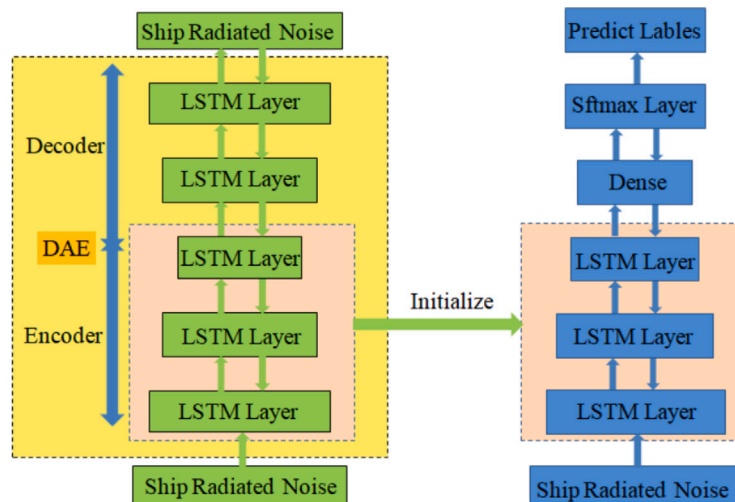 Ship Radiated Noise
LSTM Layer
Decoder
LSTM Layer
DAE
LSTM Layer
Encoder
LSTM Layer
LSTM Layer
Ship Radiated Noise
Initialize
Predict Lables
Sftmax Layer
Dense
LSTM Layer
LSTM Layer
LSTM Layer
Ship Radiated Noise